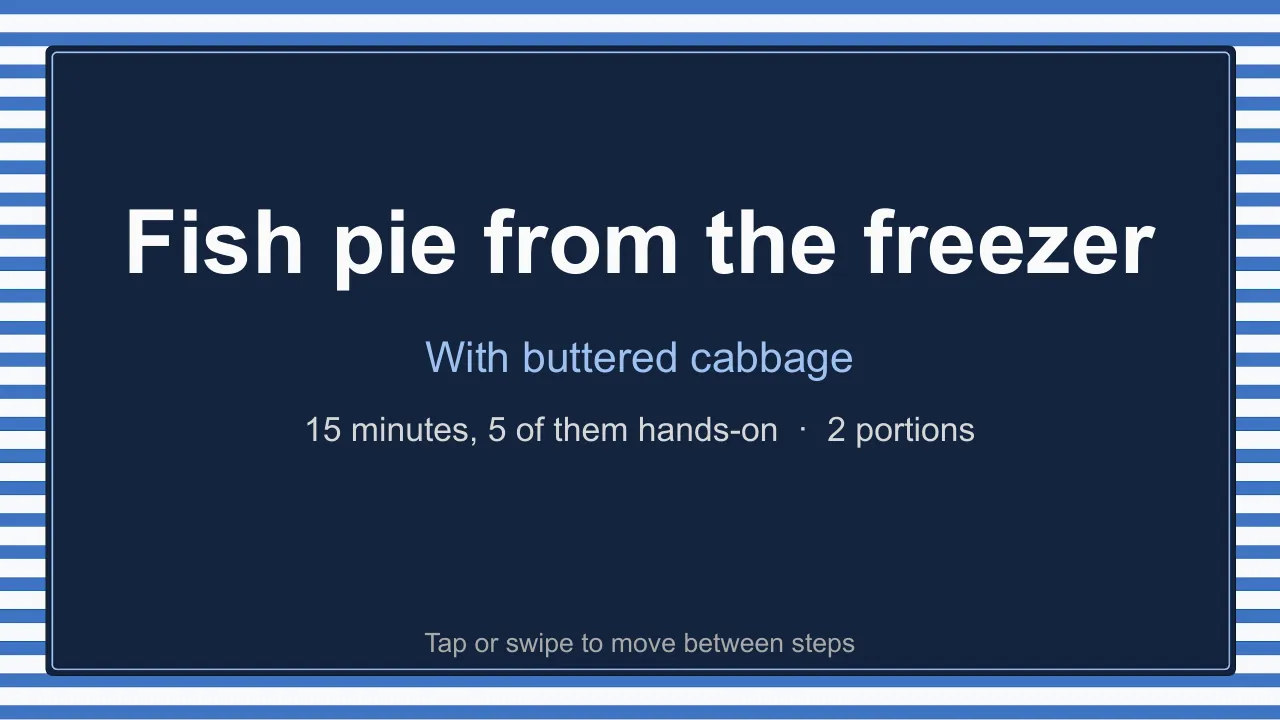 Fish pie from the freezer
With buttered cabbage
15 minutes, 5 of them hands-on · 2 portions
Tap or swipe to move between steps